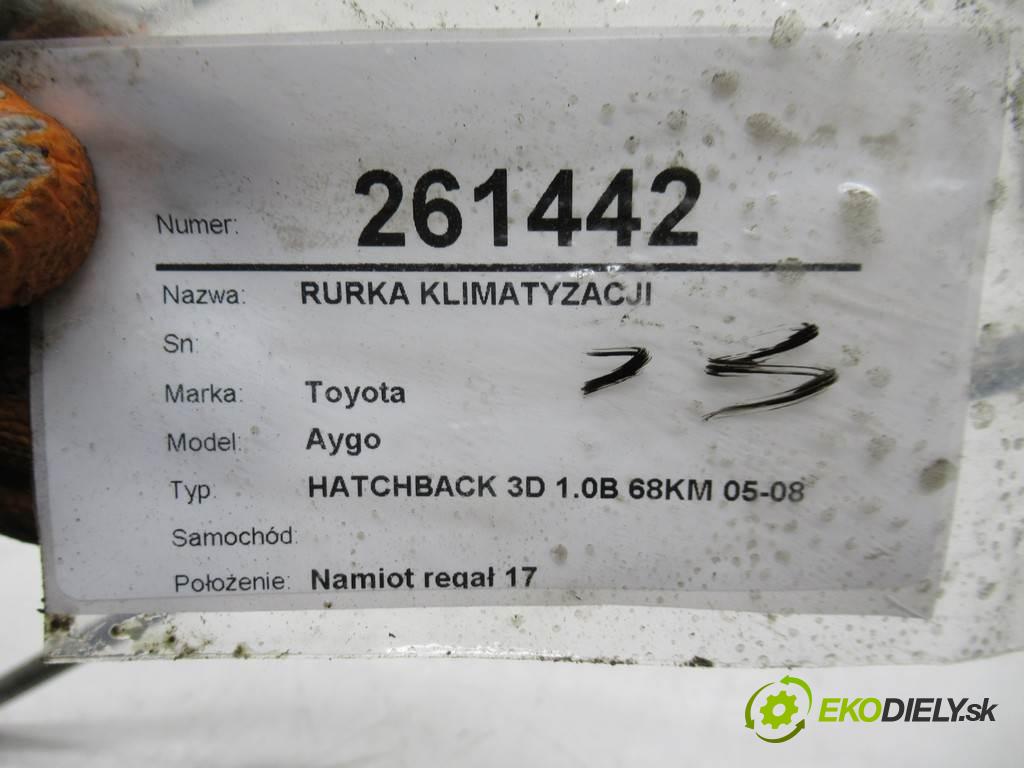 Numer: 261442
Nazwa: RURKA KLIMATYZACJI
Sn:
Marka: Toyota
Model: Aygo
Typ: HATCHBACK 3D 1.0B 68KM 05-08
Samochód:
Położenie: Namiot regał 17
EKODIELY.sk